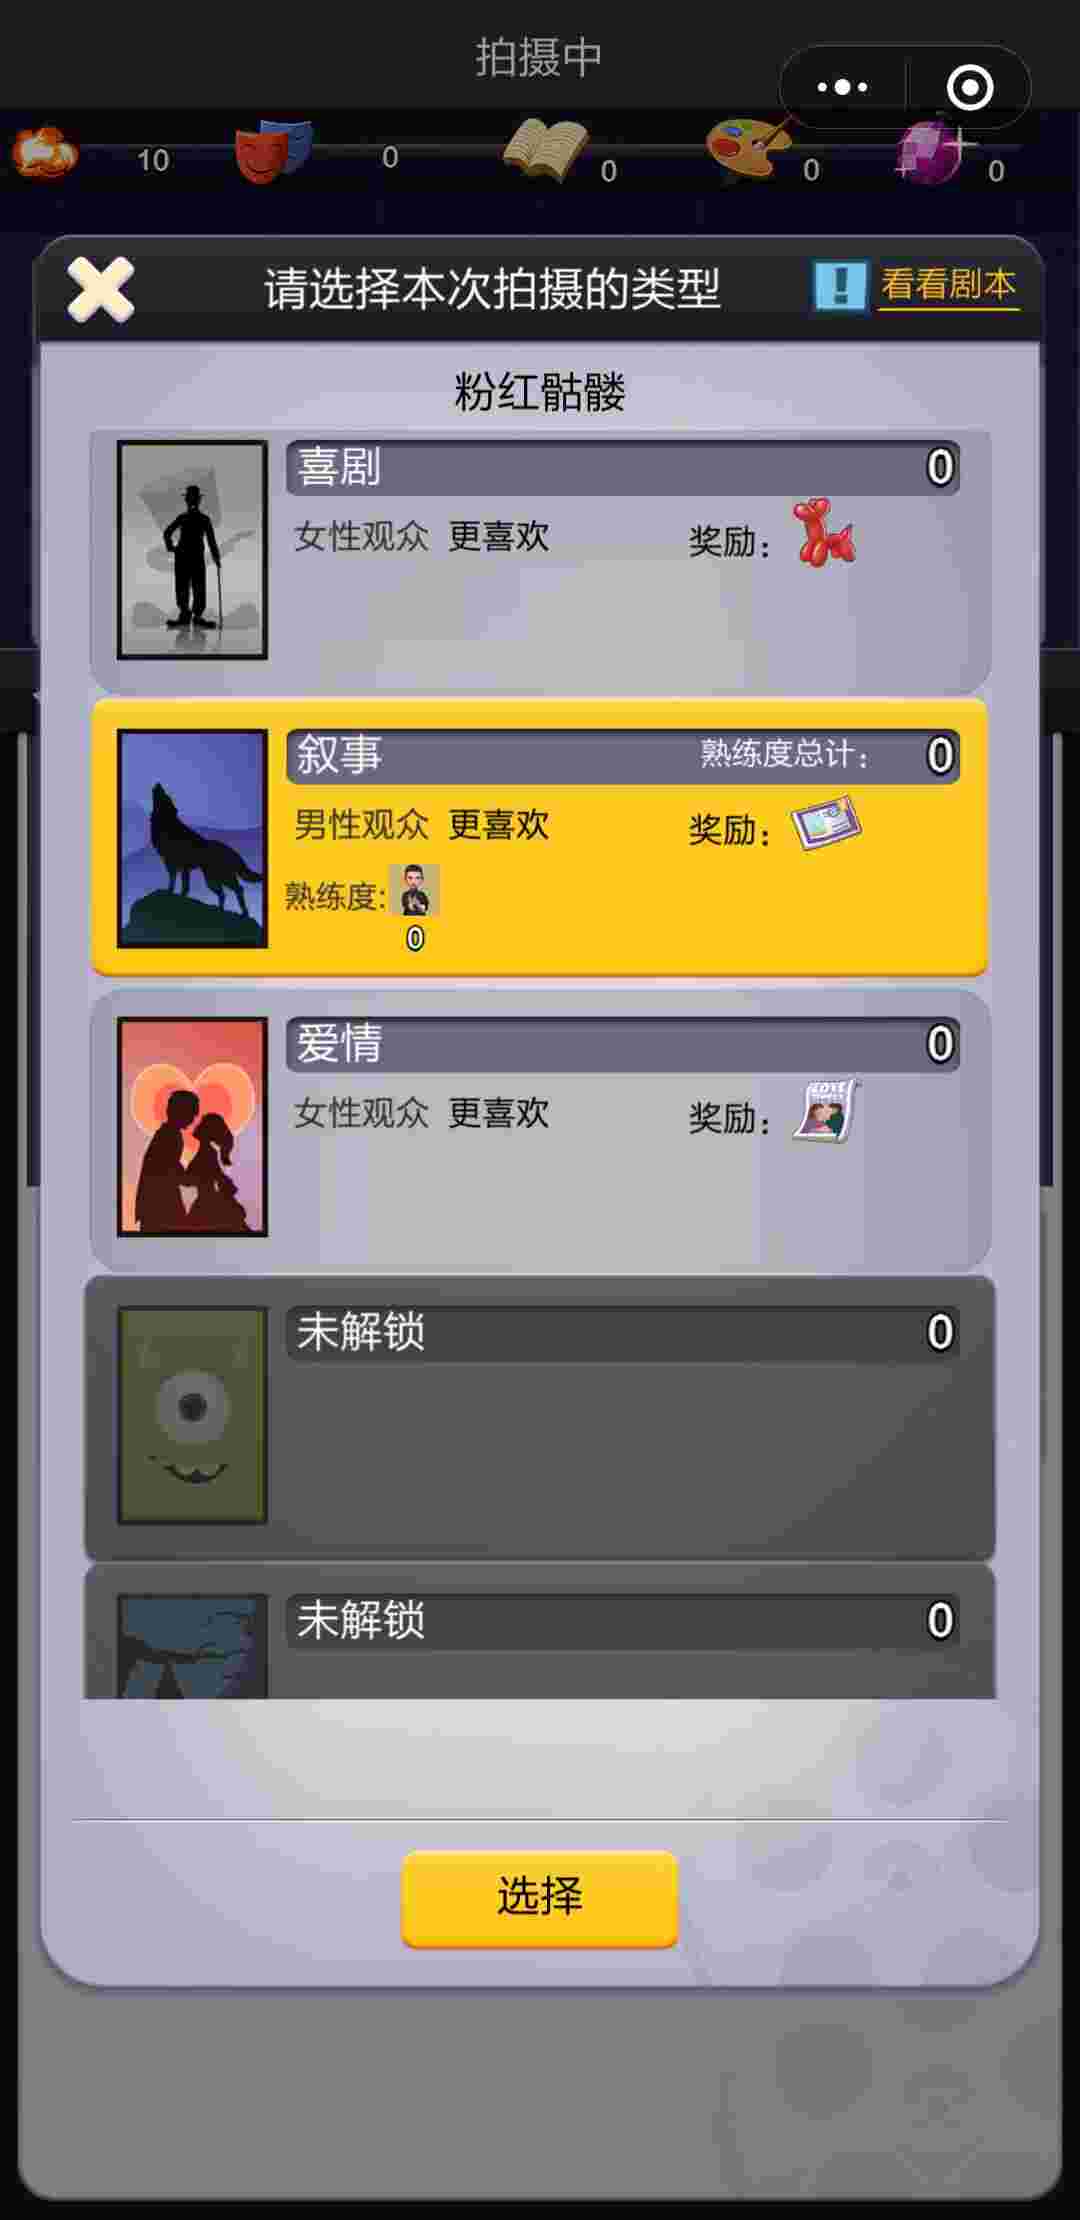 拍摄中
10 0 0 0 0
请选择本次拍摄的类型 看看剧本
粉红骷髅
喜剧 0
女性观众 更喜欢 奖励：
叙事 熟练度总计： 0
男性观众 更喜欢 奖励：
熟练度:
0
爱情 0
女性观众 更喜欢 奖励：
LOVE
未解锁 0
未解锁 0
选择